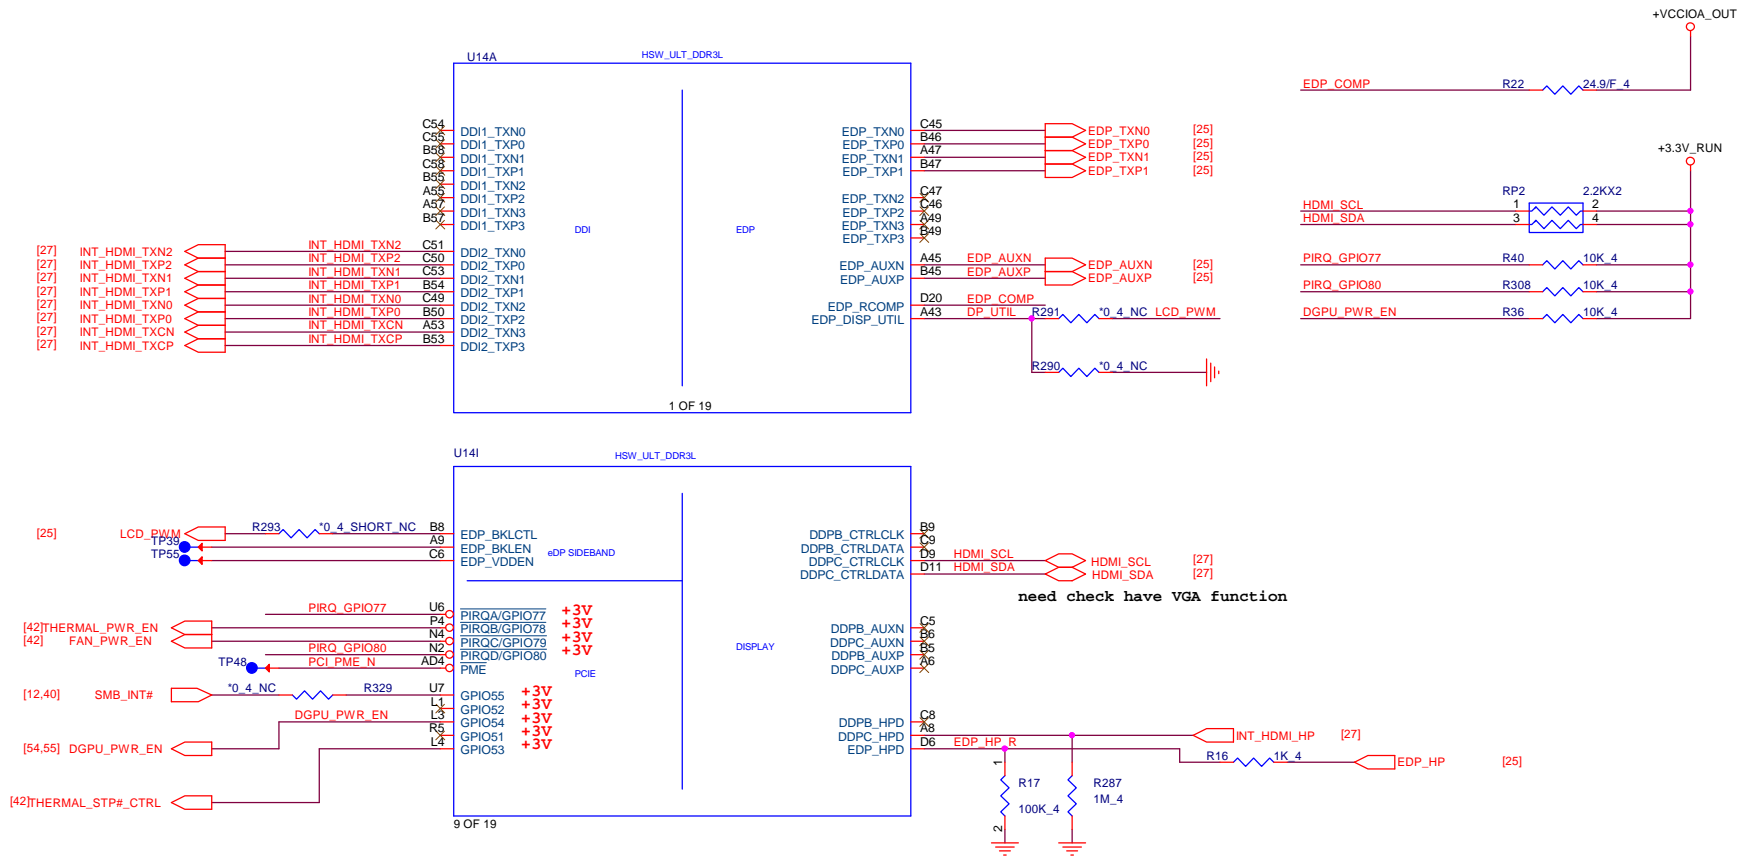 +VCCIOA_OUT
U14A
HSW_ULT_DDR3L
EDP_COMP R22 24.9/F_4
C54 DDI1_TXN0
C55 DDI1_TXP0
B58 DDI1_TXN1
C58 DDI1_TXP1
B55 DDI1_TXN2
A55 DDI1_TXP2
A57 DDI1_TXN3
B57 DDI1_TXP3
DDI
EDP
EDP_TXN0 C45 EDP_TXN0 [25]
EDP_TXP0 B46 EDP_TXP0 [25]
EDP_TXN1 A47 EDP_TXN1 [25]
EDP_TXP1 B47 EDP_TXP1 [25]
EDP_TXN2 C47
EDP_TXP2 C46
EDP_TXN3 A49
EDP_TXP3 B49
+3.3V_RUN
RP2 2.2KX2
HDMI_SCL 1 2
HDMI_SDA 3 4
[27] INT_HDMI_TXN2 INT_HDMI_TXN2 C51 DDI2_TXN0
[27] INT_HDMI_TXP2 INT_HDMI_TXP2 C50 DDI2_TXP0
[27] INT_HDMI_TXN1 INT_HDMI_TXN1 C53 DDI2_TXN1
[27] INT_HDMI_TXP1 INT_HDMI_TXP1 B54 DDI2_TXP1
[27] INT_HDMI_TXN0 INT_HDMI_TXN0 C49 DDI2_TXN2
[27] INT_HDMI_TXP0 INT_HDMI_TXP0 B50 DDI2_TXP2
[27] INT_HDMI_TXCN INT_HDMI_TXCN A53 DDI2_TXN3
[27] INT_HDMI_TXCP INT_HDMI_TXCP B53 DDI2_TXP3
EDP_AUXN A45 EDP_AUXN EDP_AUXN [25]
EDP_AUXP B45 EDP_AUXP EDP_AUXP [25]
EDP_RCOMP D20 EDP_COMP
EDP_DISP_UTIL A43 DP_UTIL R291 *0_4_NC LCD_PWM
R290 *0_4_NC
PIRQ_GPIO77 R40 10K_4
PIRQ_GPIO80 R308 10K_4
DGPU_PWR_EN R36 10K_4
1 OF 19
U14I
HSW_ULT_DDR3L
[25] LCD_PWM R293 *0_4_SHORT_NC B8 EDP_BKLCTL
TP39 A9 EDP_BKLEN
TP55 C6 EDP_VDDEN
eDP SIDEBAND
DDPB_CTRLCLK B9
DDPB_CTRLDATA C9
DDPC_CTRLCLK D9 HDMI_SCL HDMI_SCL [27]
DDPC_CTRLDATA D11 HDMI_SDA HDMI_SDA [27]
need check have VGA function
PIRQ_GPIO77 U6 PIRQA/GPIO77 +3V
[42] THERMAL_PWR_EN P4 PIRQB/GPIO78 +3V
[42] FAN_PWR_EN N4 PIRQC/GPIO79 +3V
PIRQ_GPIO80 N2 PIRQD/GPIO80 +3V
TP48 PCI_PME_N AD4 PME
PCIE
DISPLAY
DDPB_AUXN C5
DDPC_AUXN B6
DDPB_AUXP B5
DDPC_AUXP A6
[12,40] SMB_INT# *0_4_NC R329 U7 GPIO55 +3V
L1 GPIO52 +3V
DGPU_PWR_EN L3 GPIO54 +3V
R5 GPIO51 +3V
[54,55] DGPU_PWR_EN L4 GPIO53 +3V
[42] THERMAL_STP#_CTRL
DDPB_HPD C8
DDPC_HPD A8 INT_HDMI_HP [27]
EDP_HPD D6 EDP_HP_R R16 1K_4 EDP_HP [25]
1 R17 100K_4 2
R287 1M_4
9 OF 19